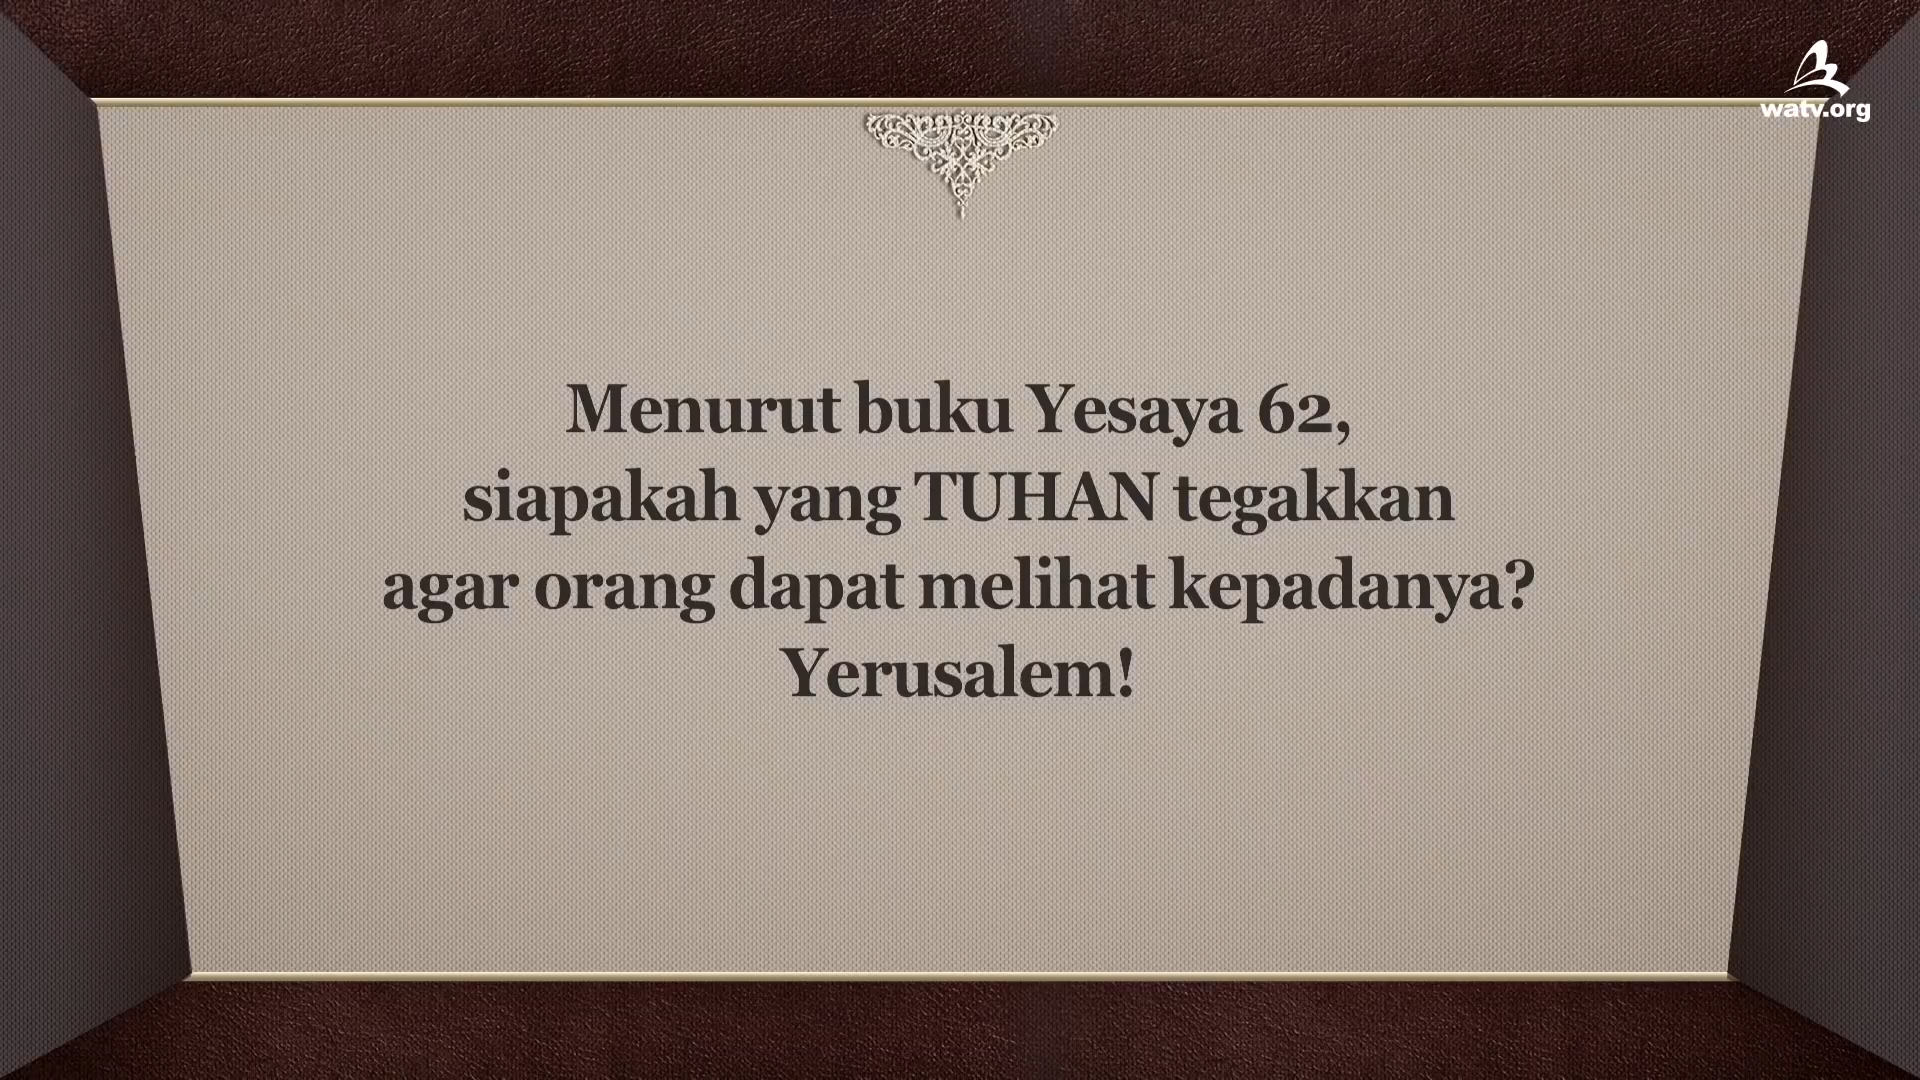 watv.org
Menurut buku Yesaya 62,
siapakah yang TUHAN tegakkan
agar orang dapat melihat kepadanya?
Yerusalem!